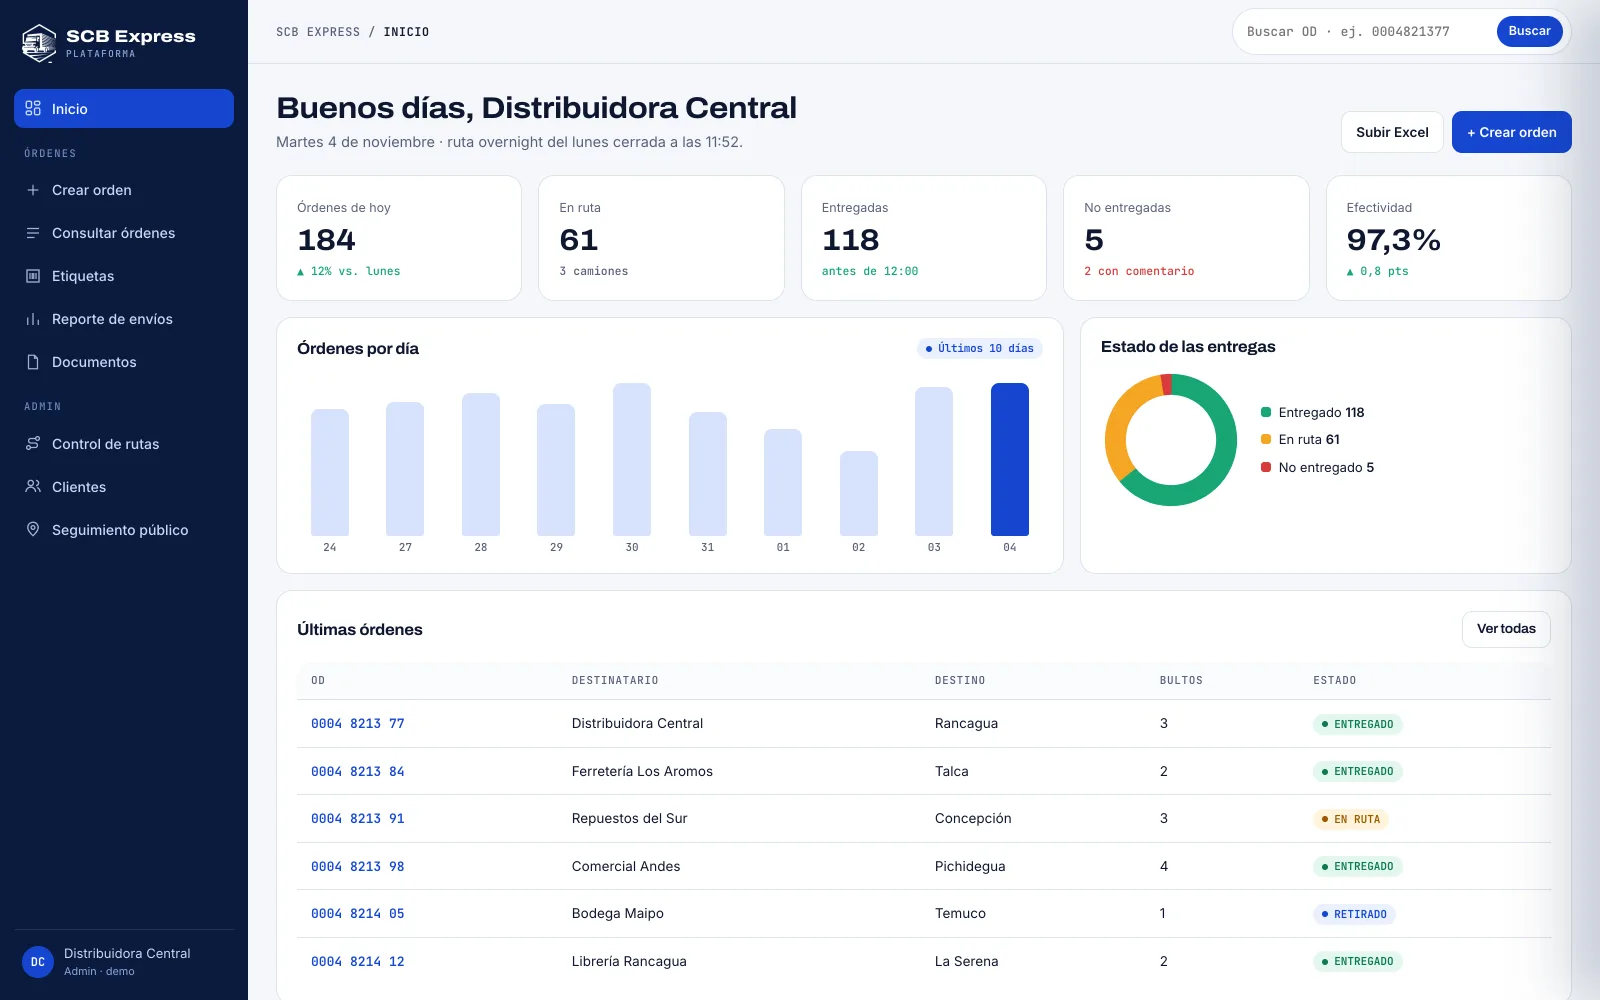 SCB Express
PLATAFORMA
Inicio
ÓRDENES
Crear orden
Consultar órdenes
Etiquetas
Reporte de envíos
Documentos
ADMIN
Control de rutas
Clientes
Seguimiento público
DC
Distribuidora Central
Admin · demo
SCB EXPRESS / INICIO
Buscar OD · ej. 0004821377
Buscar
Buenos días, Distribuidora Central
Martes 4 de noviembre · ruta overnight del lunes cerrada a las 11:52.
Subir Excel
+ Crear orden
Órdenes de hoy
184
▲ 12% vs. lunes
En ruta
61
3 camiones
Entregadas
118
antes de 12:00
No entregadas
5
2 con comentario
Efectividad
97,3%
▲ 0,8 pts
Órdenes por día
Últimos 10 días
24 27 28 29 30 31 01 02 03 04
Estado de las entregas
Entregado 118
En ruta 61
No entregado 5
Últimas órdenes
Ver todas
OD DESTINATARIO DESTINO BULTOS ESTADO
0004 8213 77 Distribuidora Central Rancagua 3 ENTREGADO
0004 8213 84 Ferretería Los Aromos Talca 2 ENTREGADO
0004 8213 91 Repuestos del Sur Concepción 3 EN RUTA
0004 8213 98 Comercial Andes Pichidegua 4 ENTREGADO
0004 8214 05 Bodega Maipo Temuco 1 RETIRADO
0004 8214 12 Librería Rancagua La Serena 2 ENTREGADO